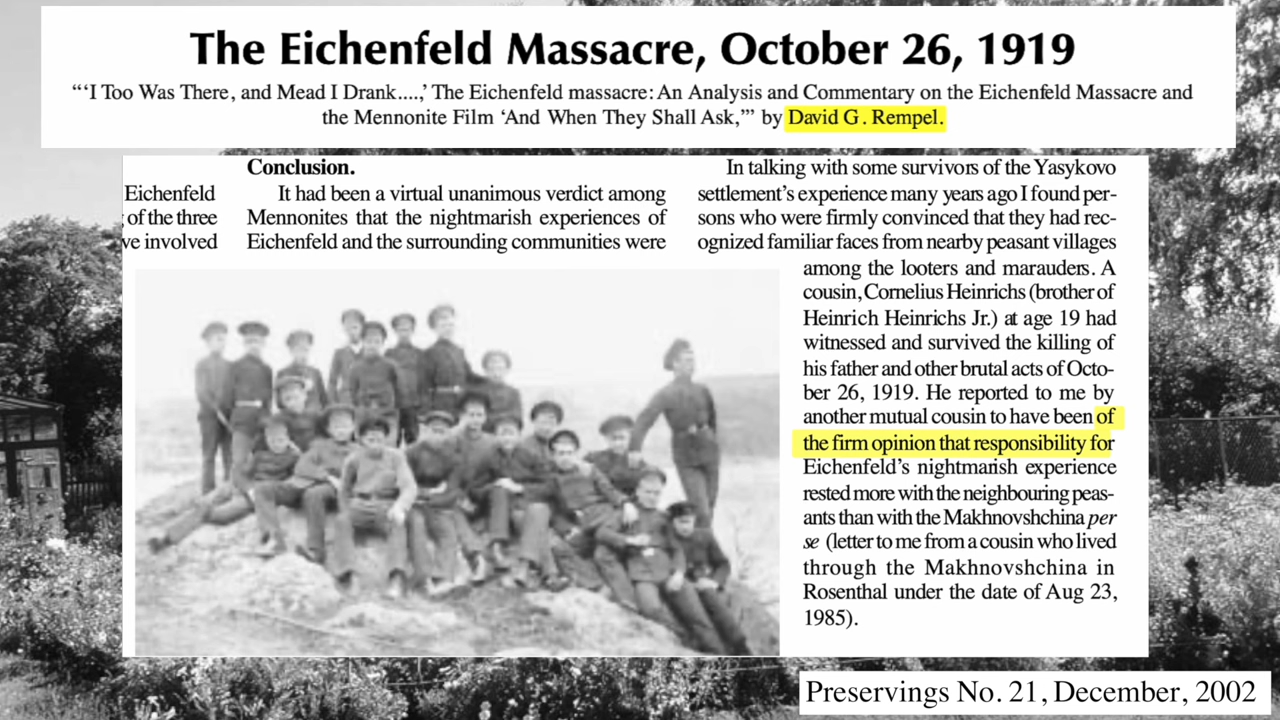 The Eichenfeld Massacre, October 26, 1919
“‘I Too Was There, and Mead I Drank....,’ The Eichenfeld massacre: An Analysis and Commentary on the Eichenfeld Massacre and
the Mennonite Film ‘And When They Shall Ask,’” by David G. Rempel.
Eichenfeld
of the three
ve involved
Conclusion.
It had been a virtual unanimous verdict among
Mennonites that the nightmarish experiences of
Eichenfeld and the surrounding communities were
In talking with some survivors of the Yasykovo
settlement’s experience many years ago I found per-
sons who were firmly convinced that they had rec-
ognized familiar faces from nearby peasant villages
among the looters and marauders. A
cousin, Cornelius Heinrichs (brother of
Heinrich Heinrichs Jr.) at age 19 had
witnessed and survived the killing of
his father and other brutal acts of Octo-
ber 26, 1919. He reported to me by
another mutual cousin to have been of
the firm opinion that responsibility for
Eichenfeld’s nightmarish experience
rested more with the neighbouring peas-
ants than with the Makhnovshchina per
se (letter to me from a cousin who lived
through the Makhnovshchina in
Rosenthal under the date of Aug 23,
1985).
Preservings No. 21, December, 2002